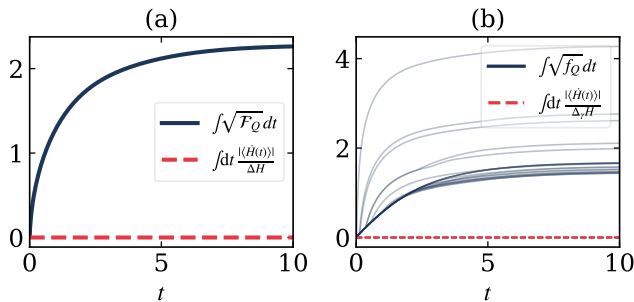 (a)
2
1
0
0
5
10
t
∫√F_Q dt
∫dt |⟨Ḣ(t)⟩| / ΔH
(b)
4
2
0
0
5
10
t
∫√f_Q dt
∫dt |⟨Ḣ(t)⟩| / Δ_γH